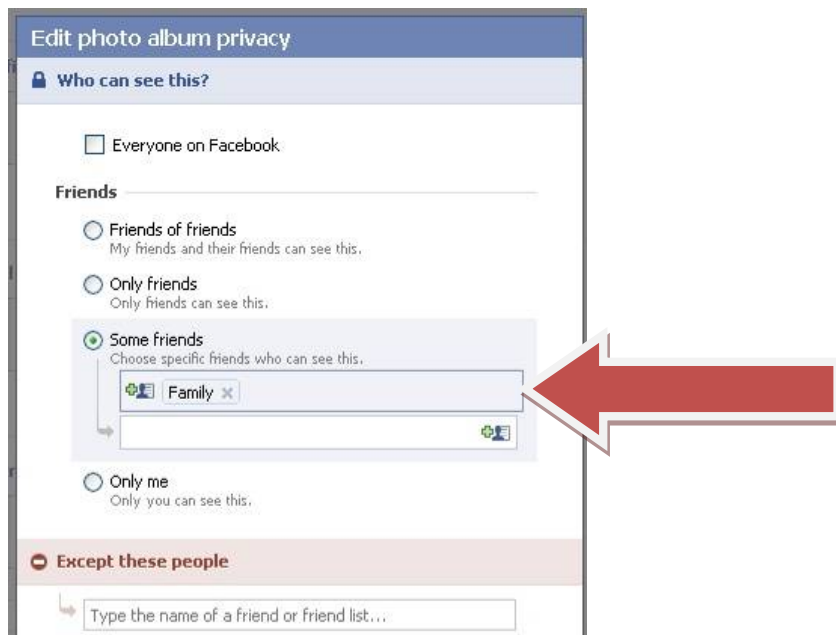 Edit photo album privacy
Who can see this?
Everyone on Facebook
Friends
Friends of friends
My friends and their friends can see this.
Only friends
Only friends can see this.
Some friends
Choose specific friends who can see this.
Family x
Only me
Only you can see this.
Except these people
Type the name of a friend or friend list...